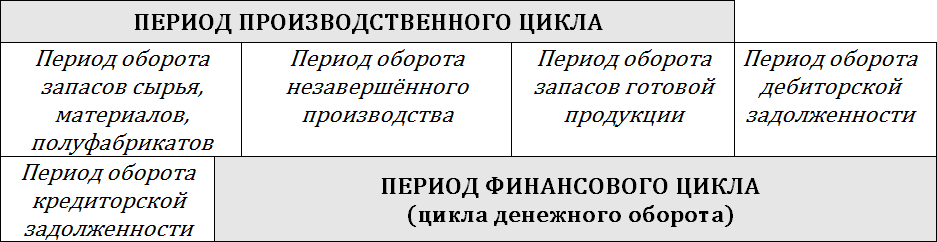 ПЕРИОД ПРОИЗВОДСТВЕННОГО ЦИКЛА
Период оборота
запасов сырья,
материалов,
полуфабрикатов
Период оборота
незавершённого
производства
Период оборота
запасов готовой
продукции
Период оборота
дебиторской
задолженности
Период оборота
кредиторской
задолженности
ПЕРИОД ФИНАНСОВОГО ЦИКЛА
(цикла денежного оборота)